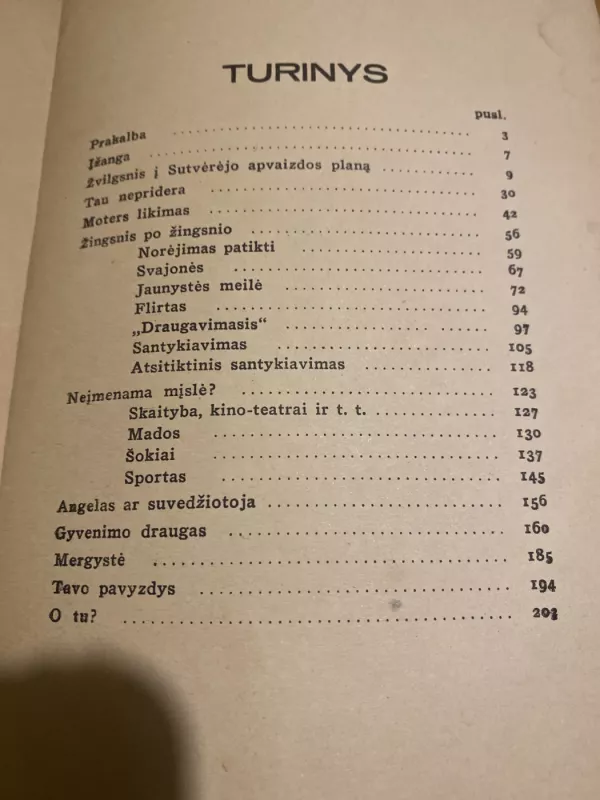 TURINYS
pusl.
Prakalba ........ 3
Įžanga ........ 7
Žvilgsnis į Sutvėrėjo apvaizdos planą ........ 9
Tau nepridera ........ 30
Moters likimas ........ 42
Žingsnis po žingsnio ........ 56
Norėjimas patikti ........ 59
Svajonės ........ 67
Jaunystės meilė ........ 72
Flirtas ........ 94
„Draugavimasis“ ........ 97
Santykiavimas ........ 105
Atsitiktinis santykiavimas ........ 118
Neįmenama mįslė? ........ 123
Skaityba, kino-teatrai ir t. t. ........ 127
Mados ........ 130
Šokiai ........ 137
Sportas ........ 145
Angelas ar suvedžiotoja ........ 156
Gyvenimo draugas ........ 160
Mergystė ........ 185
Tavo pavyzdys ........ 194
O tu? ........